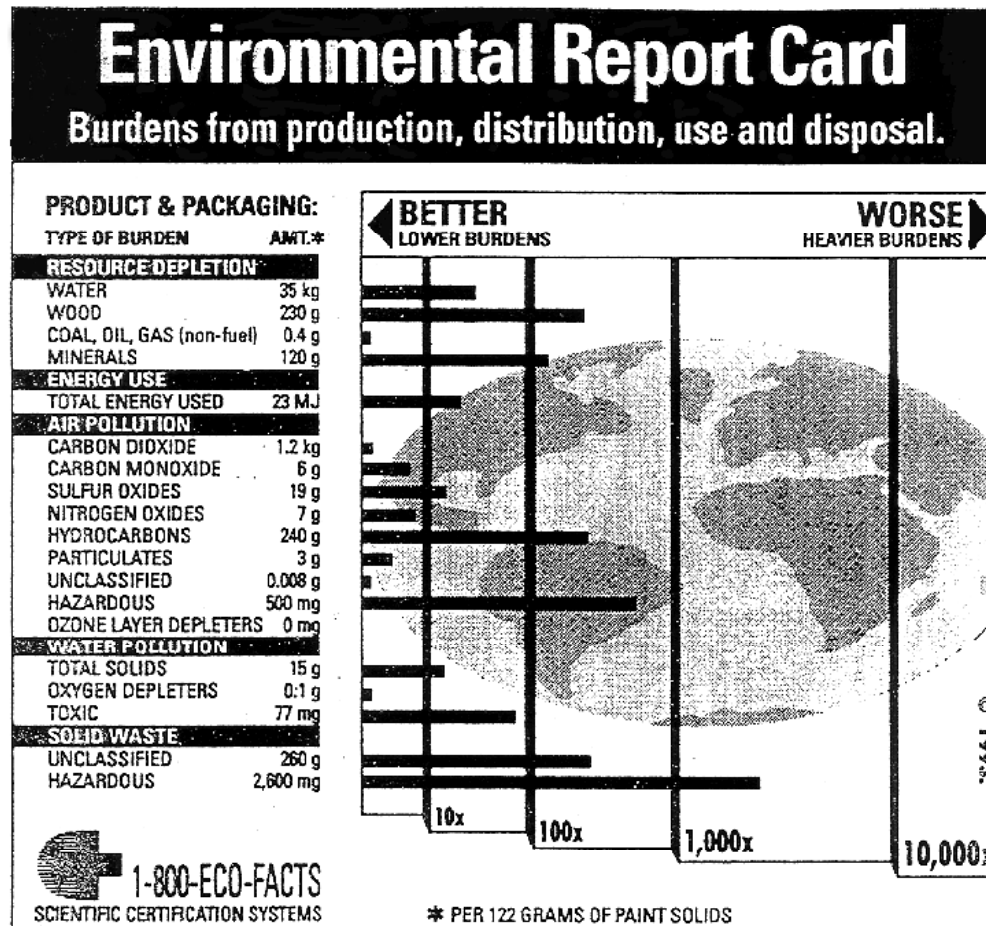 Environmental Report Card
Burdens from production, distribution, use and disposal.
PRODUCT & PACKAGING:
TYPE OF BURDEN AMT.*
RESOURCE DEPLETION
WATER 35 kg
WOOD 230 g
COAL, OIL, GAS (non-fuel) 0.4 g
MINERALS 120 g
ENERGY USE
TOTAL ENERGY USED 23 MJ
AIR POLLUTION
CARBON DIOXIDE 1.2 kg
CARBON MONOXIDE 6 g
SULFUR OXIDES 19 g
NITROGEN OXIDES 7 g
HYDROCARBONS 240 g
PARTICULATES 3 g
UNCLASSIFIED 0.008 g
HAZARDOUS 500 mg
OZONE LAYER DEPLETERS 0 mg
WATER POLLUTION
TOTAL SOLIDS 15 g
OXYGEN DEPLETERS 0.1 g
TOXIC 77 mg
SOLID WASTE
UNCLASSIFIED 260 g
HAZARDOUS 2,600 mg
1-800-ECO-FACTS
SCIENTIFIC CERTIFICATION SYSTEMS
BETTER
LOWER BURDENS
WORSE
HEAVIER BURDENS
10x
100x
1,000x
10,000x
* PER 122 GRAMS OF PAINT SOLIDS